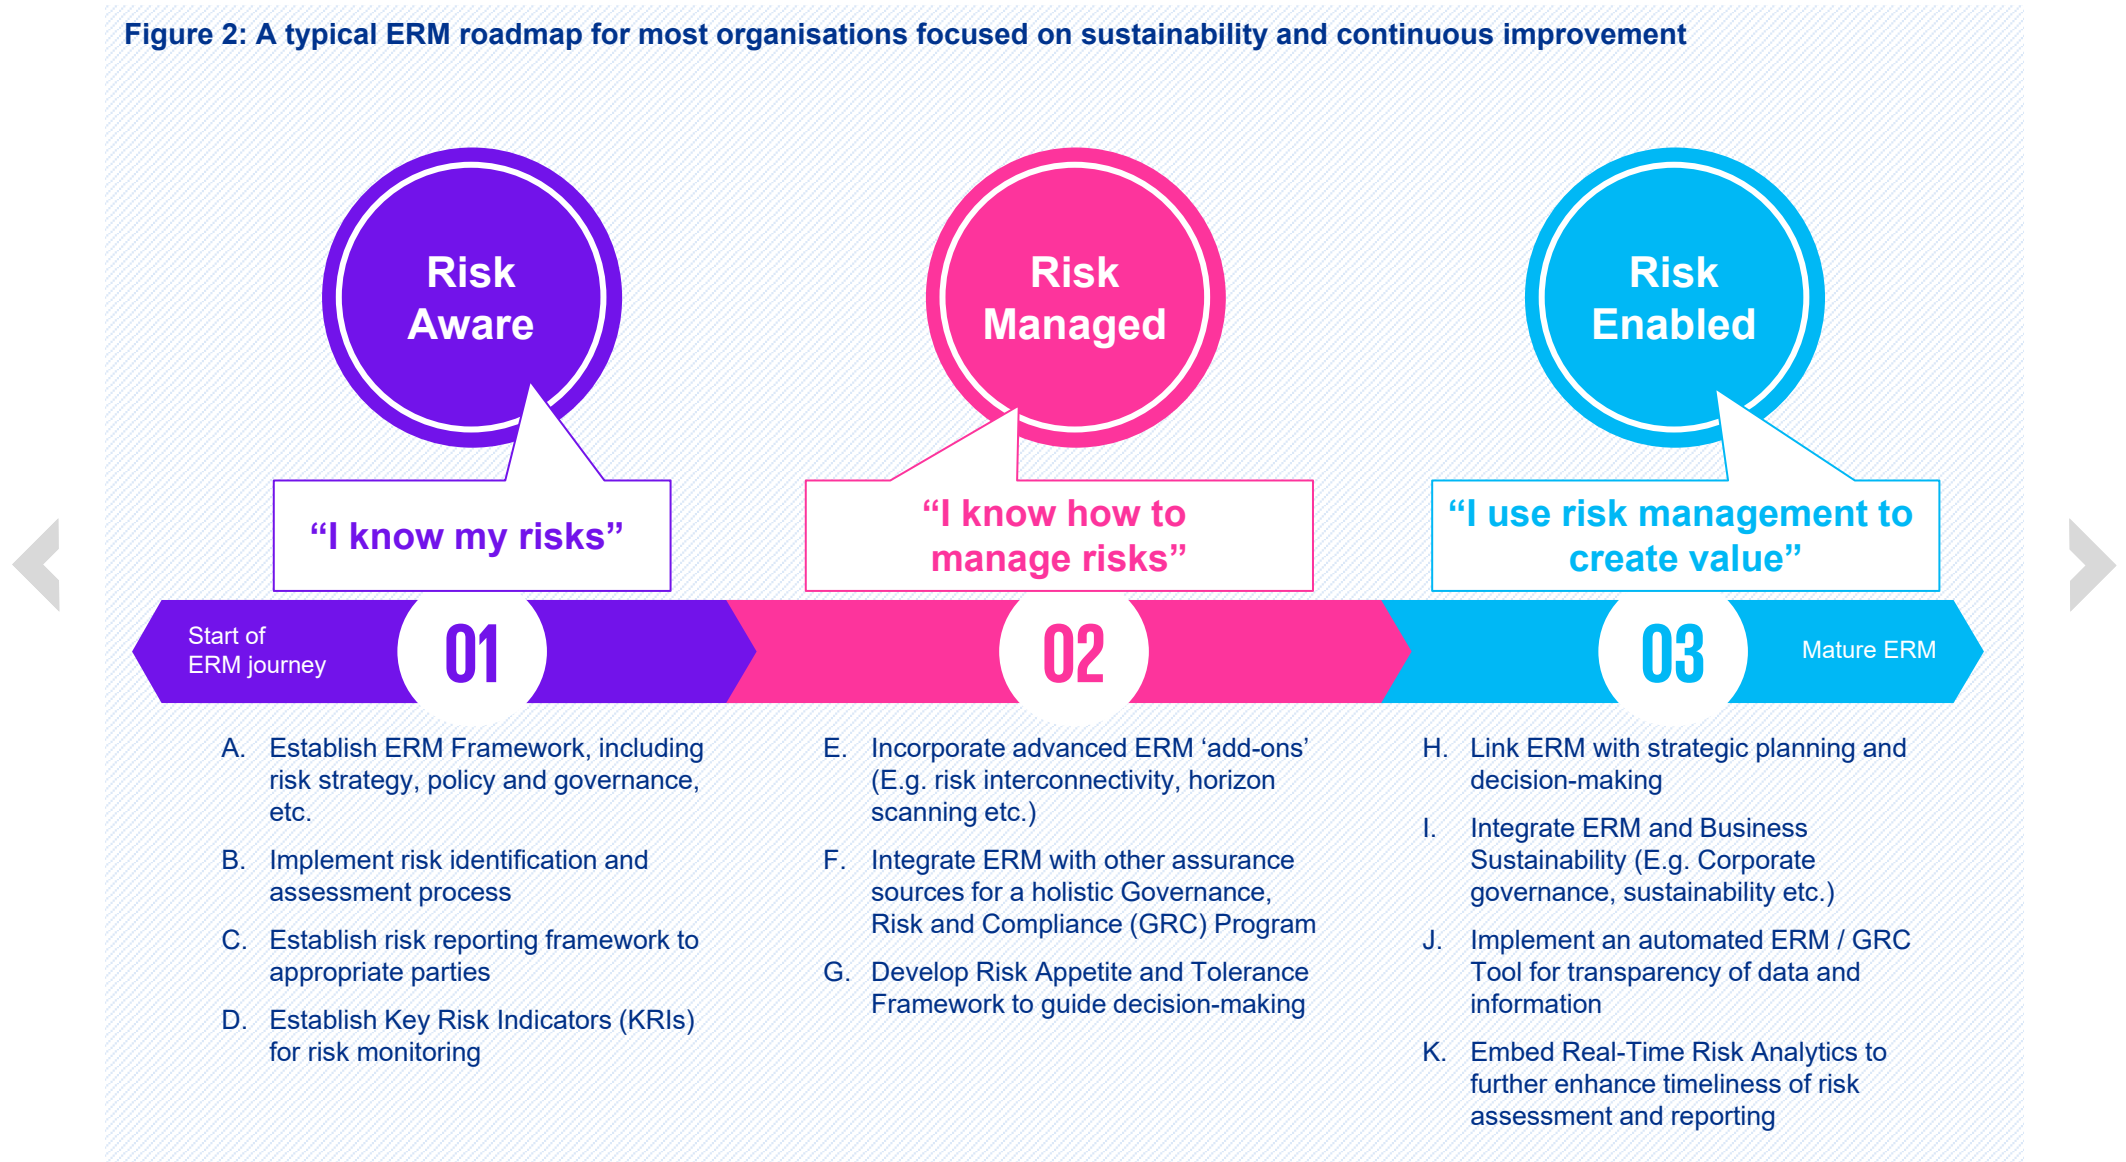 Figure 2: A typical ERM roadmap for most organisations focused on sustainability and continuous improvement
Risk
Aware
“I know my risks”
Risk
Managed
“I know how to
manage risks”
Risk
Enabled
“I use risk management to
create value”
Start of
ERM journey
01
02
03
Mature ERM
A. Establish ERM Framework, including
risk strategy, policy and governance,
etc.
B. Implement risk identification and
assessment process
C. Establish risk reporting framework to
appropriate parties
D. Establish Key Risk Indicators (KRIs)
for risk monitoring
E. Incorporate advanced ERM ‘add-ons’
(E.g. risk interconnectivity, horizon
scanning etc.)
F. Integrate ERM with other assurance
sources for a holistic Governance,
Risk and Compliance (GRC) Program
G. Develop Risk Appetite and Tolerance
Framework to guide decision-making
H. Link ERM with strategic planning and
decision-making
I. Integrate ERM and Business
Sustainability (E.g. Corporate
governance, sustainability etc.)
J. Implement an automated ERM / GRC
Tool for transparency of data and
information
K. Embed Real-Time Risk Analytics to
further enhance timeliness of risk
assessment and reporting